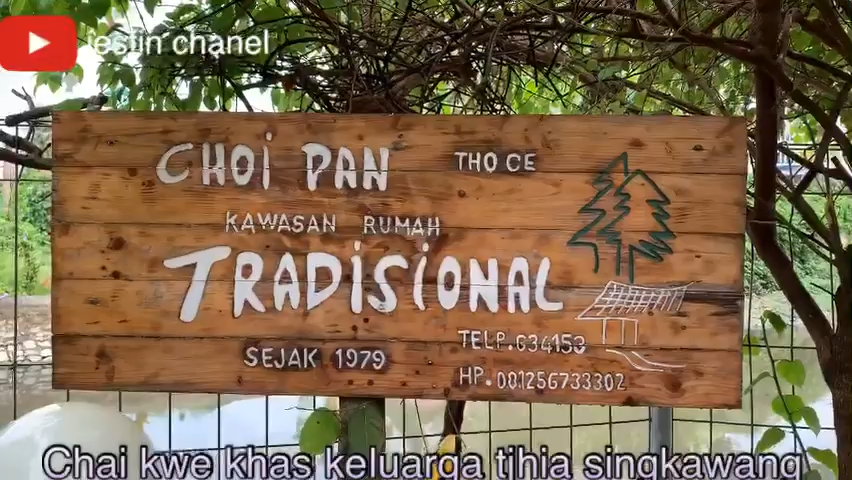 Jestin chanel
CHOI PAN THO CE
KAWASAN RUMAH
TRADISIONAL
SEJAK 1979
TELP. 634153
HP. 081256733302
Chai kwe khas keluarga tjhia singkawang